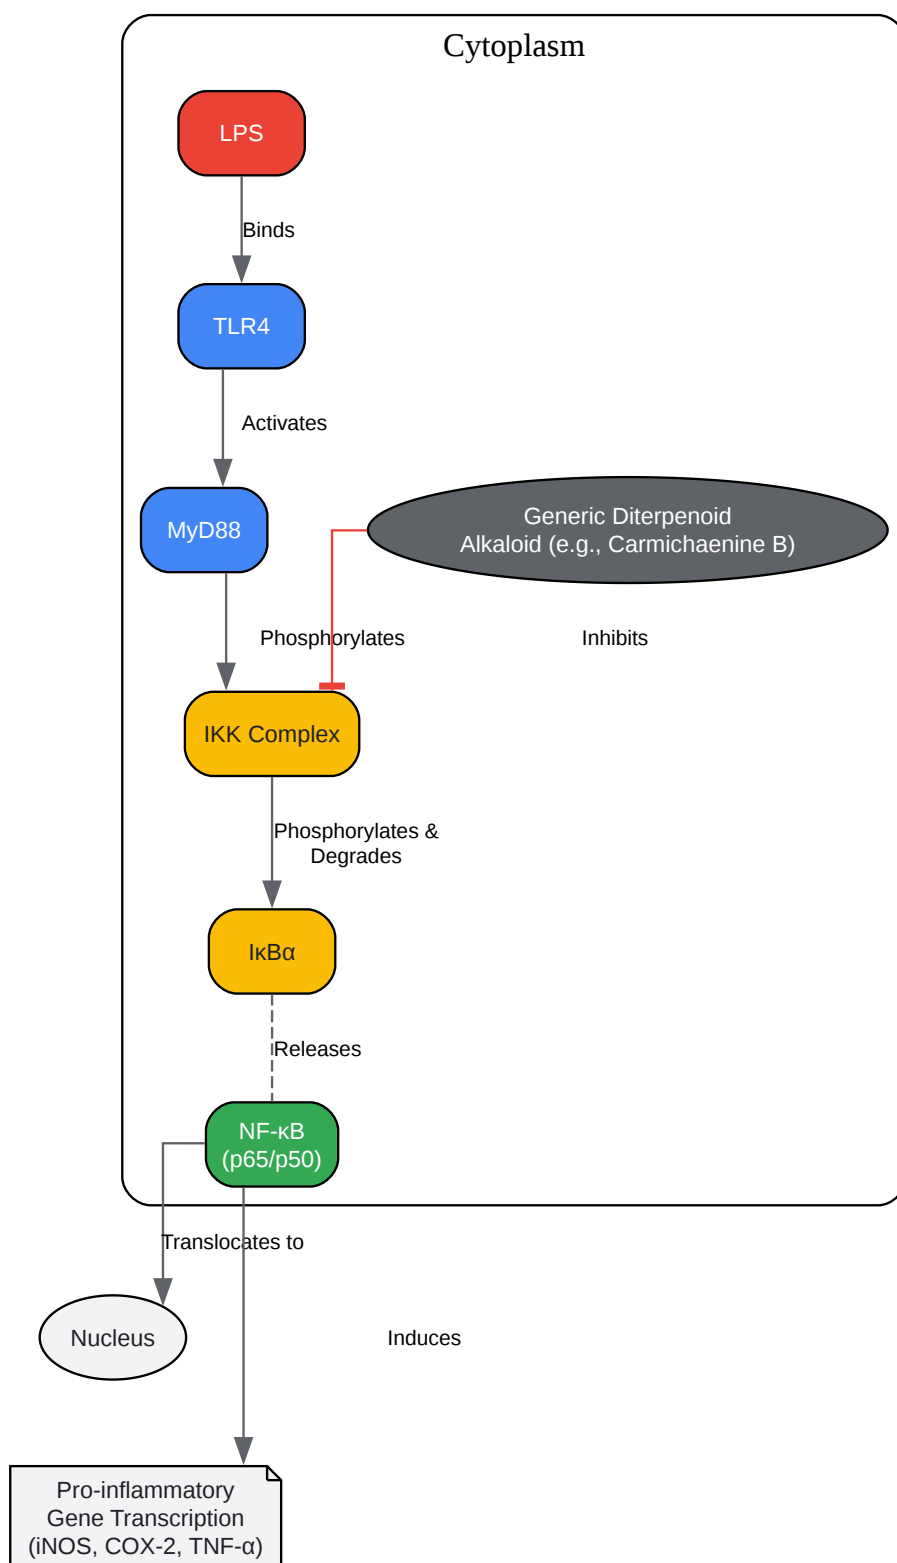 Cytoplasm
LPS
Binds
TLR4
Activates
MyD88
Generic Diterpenoid
Alkaloid (e.g., Carmichaenine B)
Phosphorylates
Inhibits
IKK Complex
Phosphorylates &
Degrades
IκBα
Releases
NF-κB
(p65/p50)
Translocates to
Nucleus
Induces
Pro-inflammatory
Gene Transcription
(iNOS, COX-2, TNF-α)